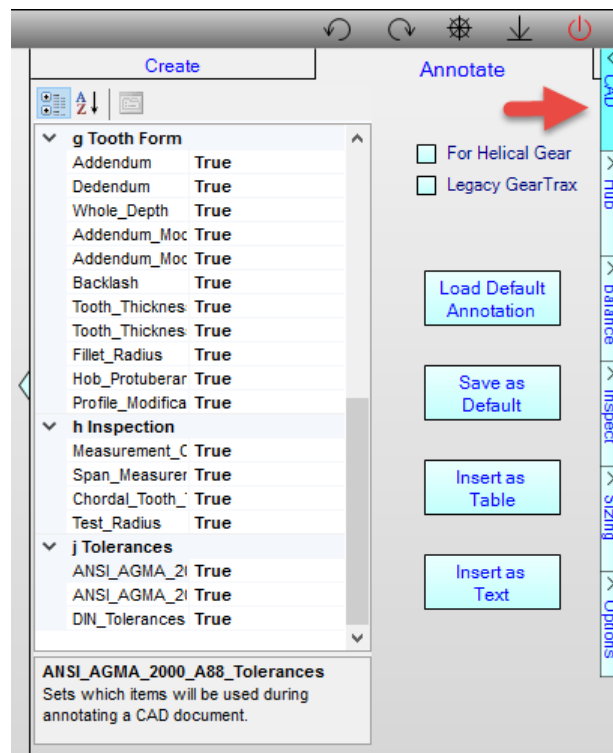 Create
Annotate
CAD
g Tooth Form
Addendum True
Dedendum True
Whole_Depth True
Addendum_Moc True
Addendum_Moc True
Backlash True
Tooth_Thicknes True
Tooth_Thicknes True
Fillet_Radius True
Hob_Protuberar True
Profile_Modifica True
h Inspection
Measurement_C True
Span_Measurer True
Chordal_Tooth_ True
Test_Radius True
j Tolerances
ANSI_AGMA_20 True
ANSI_AGMA_20 True
DIN_Tolerances True
ANSI_AGMA_2000_A88_Tolerances
Sets which items will be used during
annotating a CAD document.
For Helical Gear
Legacy GearTrax
Load Default
Annotation
Save as
Default
Insert as
Table
Insert as
Text
Hub
Balance
Inspect
Sizing
Options